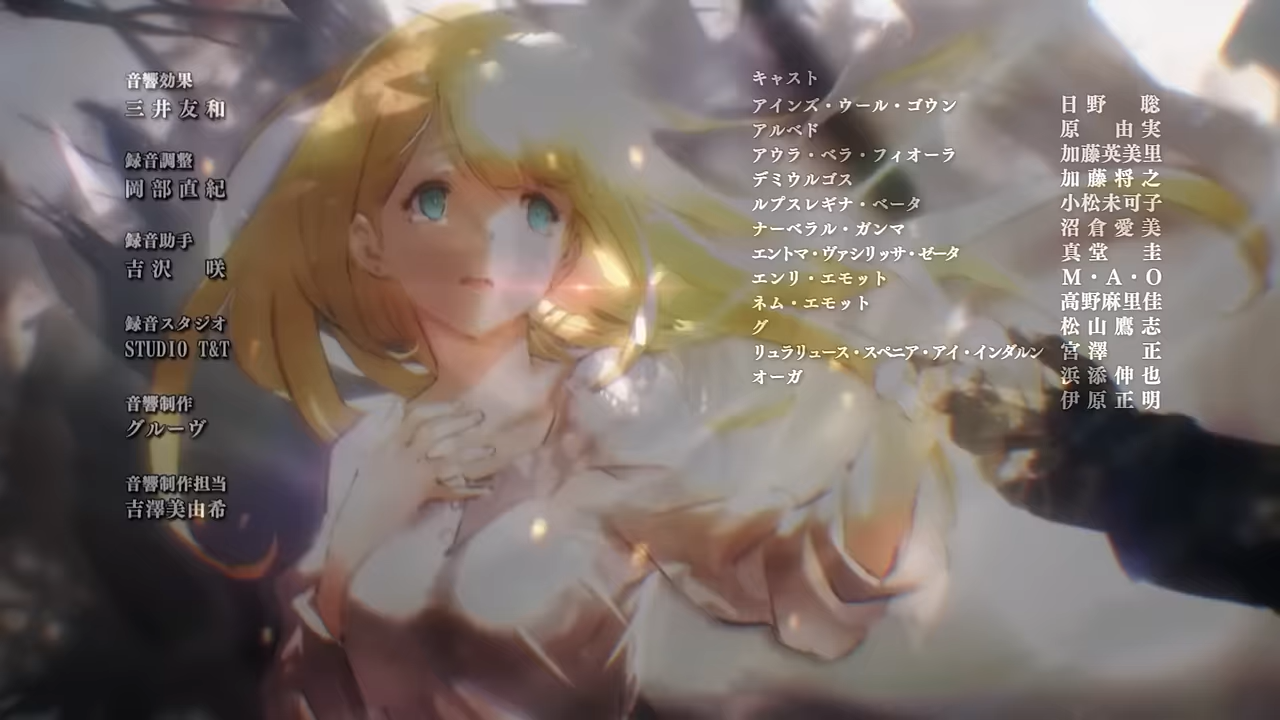 音響効果
三井友和
録音調整
岡部直紀
録音助手
吉沢 咲
録音スタジオ
STUDIO T&T
音響制作
グルーヴ
音響制作担当
吉澤美由希
キャスト
アインズ・ウール・ゴウン 日野 聡
アルベド 原 由実
アウラ・ベラ・フィオーラ 加藤英美里
デミウルゴス 加藤将之
ルプスレギナ・ベータ 小松未可子
ナーベラル・ガンマ 沼倉愛美
エントマ・ヴァシリッサ・ゼータ 真堂 圭
エンリ・エモット M・A・O
ネム・エモット 高野麻里佳
グ 松山鷹志
リュラリュース・スペニア・アイ・インダルン 宮澤 正
オーガ 浜添伸也
伊原正明